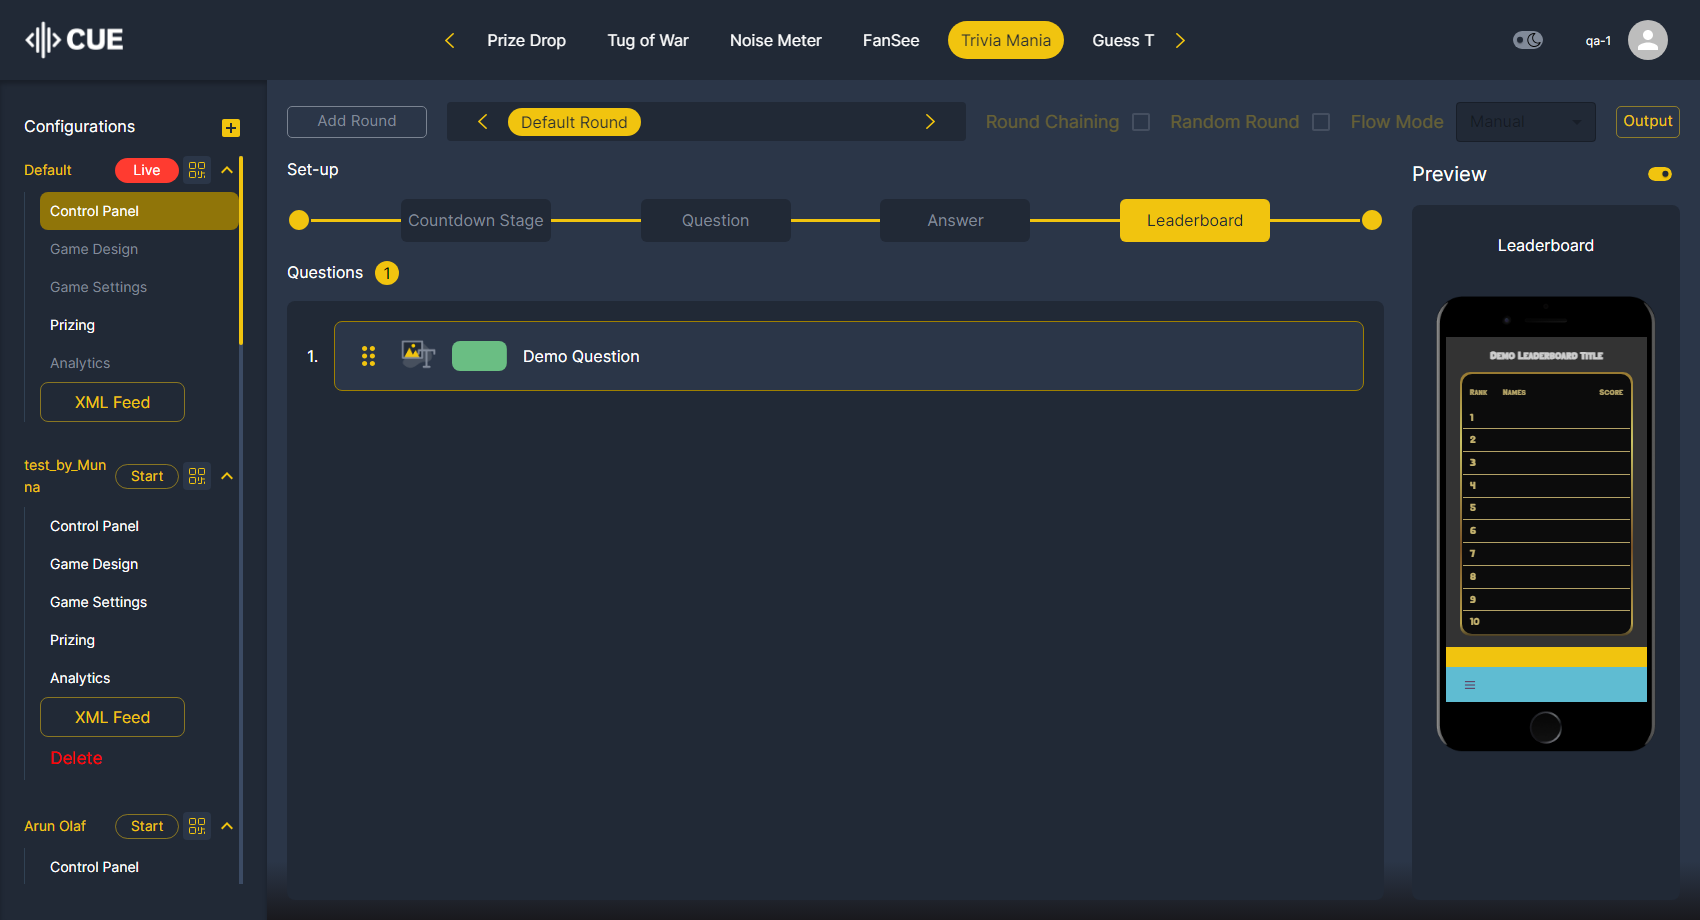 CUE
Prize Drop
Tug of War
Noise Meter
FanSee
Trivia Mania
Guess T
qa-1
Configurations
Default
Live
Control Panel
Game Design
Game Settings
Prizing
Analytics
XML Feed
test_by_Mun
na
Start
Control Panel
Game Design
Game Settings
Prizing
Analytics
XML Feed
Delete
Arun Olaf
Start
Control Panel
Add Round
Default Round
Round Chaining
Random Round
Flow Mode
Manual
Output
Set-up
Countdown Stage
Question
Answer
Leaderboard
Questions 1
1.
Demo Question
Preview
Leaderboard
Demo Leaderboard Title
Rank Names Score
1
2
3
4
5
6
7
8
9
10